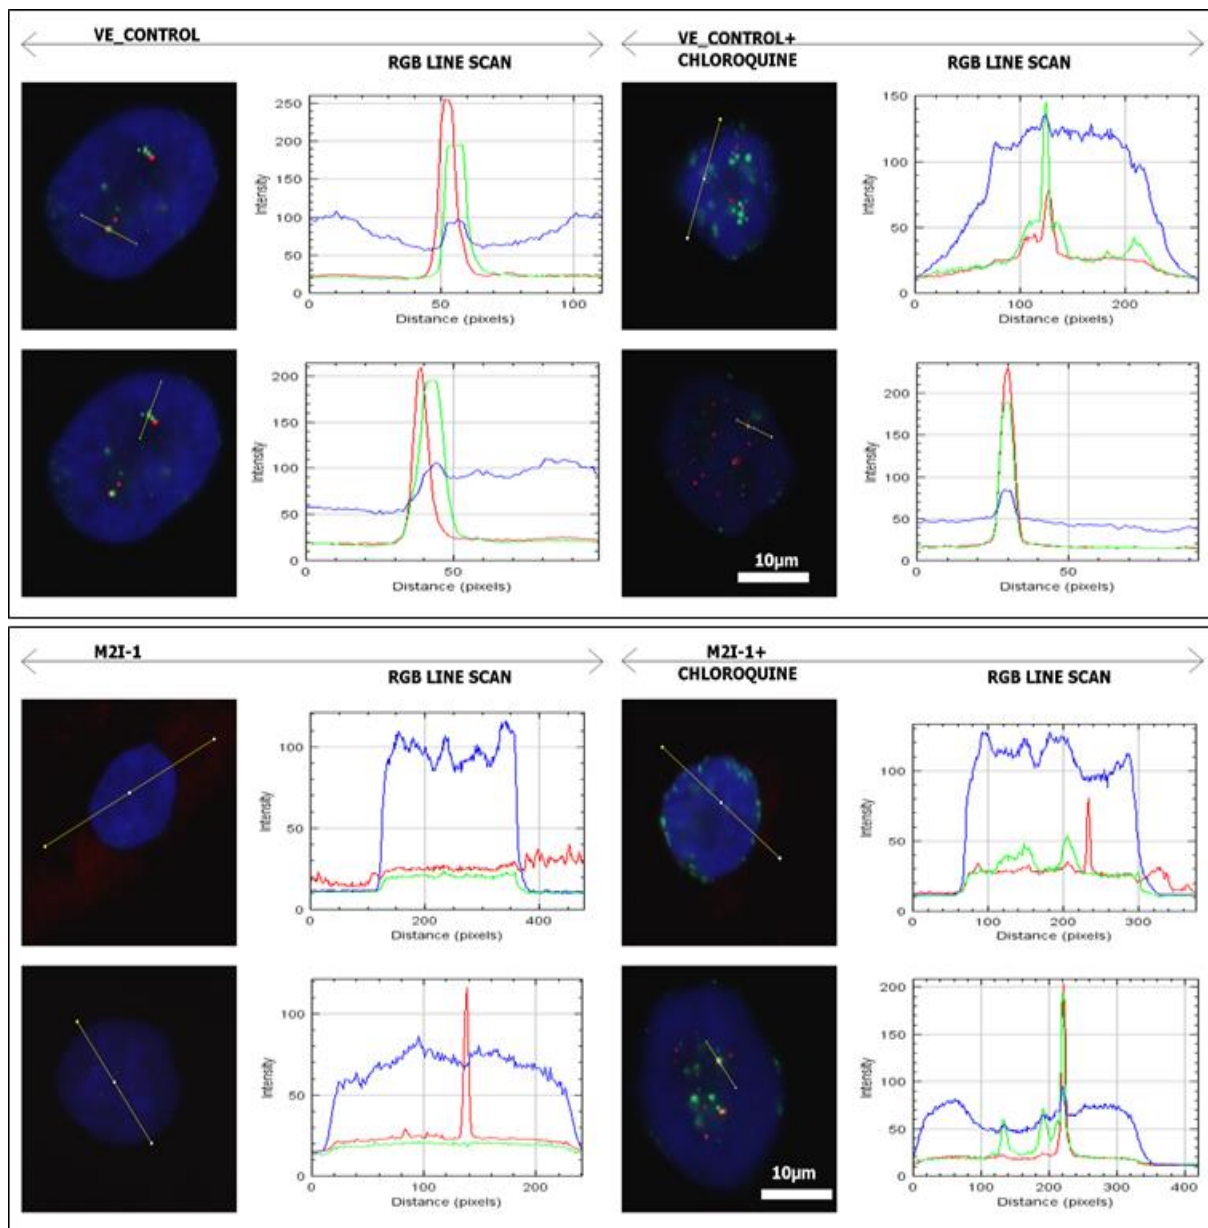 VE_CONTROL
VE_CONTROL+
CHLOROQUINE
RGB LINE SCAN
RGB LINE SCAN
250
200
150
100
50
0
Intensity
0 50 100
Distance (pixels)
150
100
50
0
Intensity
0 100 200
Distance (pixels)
200
150
100
50
0
Intensity
0 50
Distance (pixels)
10µm
200
150
100
50
0
Intensity
0 50
Distance (pixels)
M2I-1
M2I-1+
CHLOROQUINE
RGB LINE SCAN
RGB LINE SCAN
100
50
0
Intensity
0 200 400
Distance (pixels)
100
50
0
Intensity
0 100 200 300
Distance (pixels)
100
50
0
Intensity
0 100 200
Distance (pixels)
10µm
200
150
100
50
0
Intensity
0 100 200 300 400
Distance (pixels)